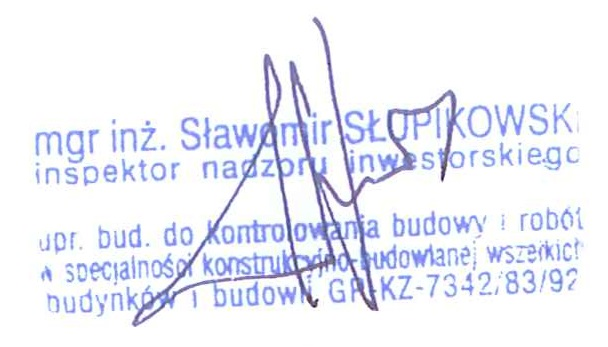 mgr inż. Sławomir SŁUPIKOWSKI
inspektor nadzoru inwestorskiego
upr. bud. do kontrolowania budowy i robót
w specjalności konstrukcyjno-budowlanej wszelkich
budynków i budowli GP-KZ-7342/83/92